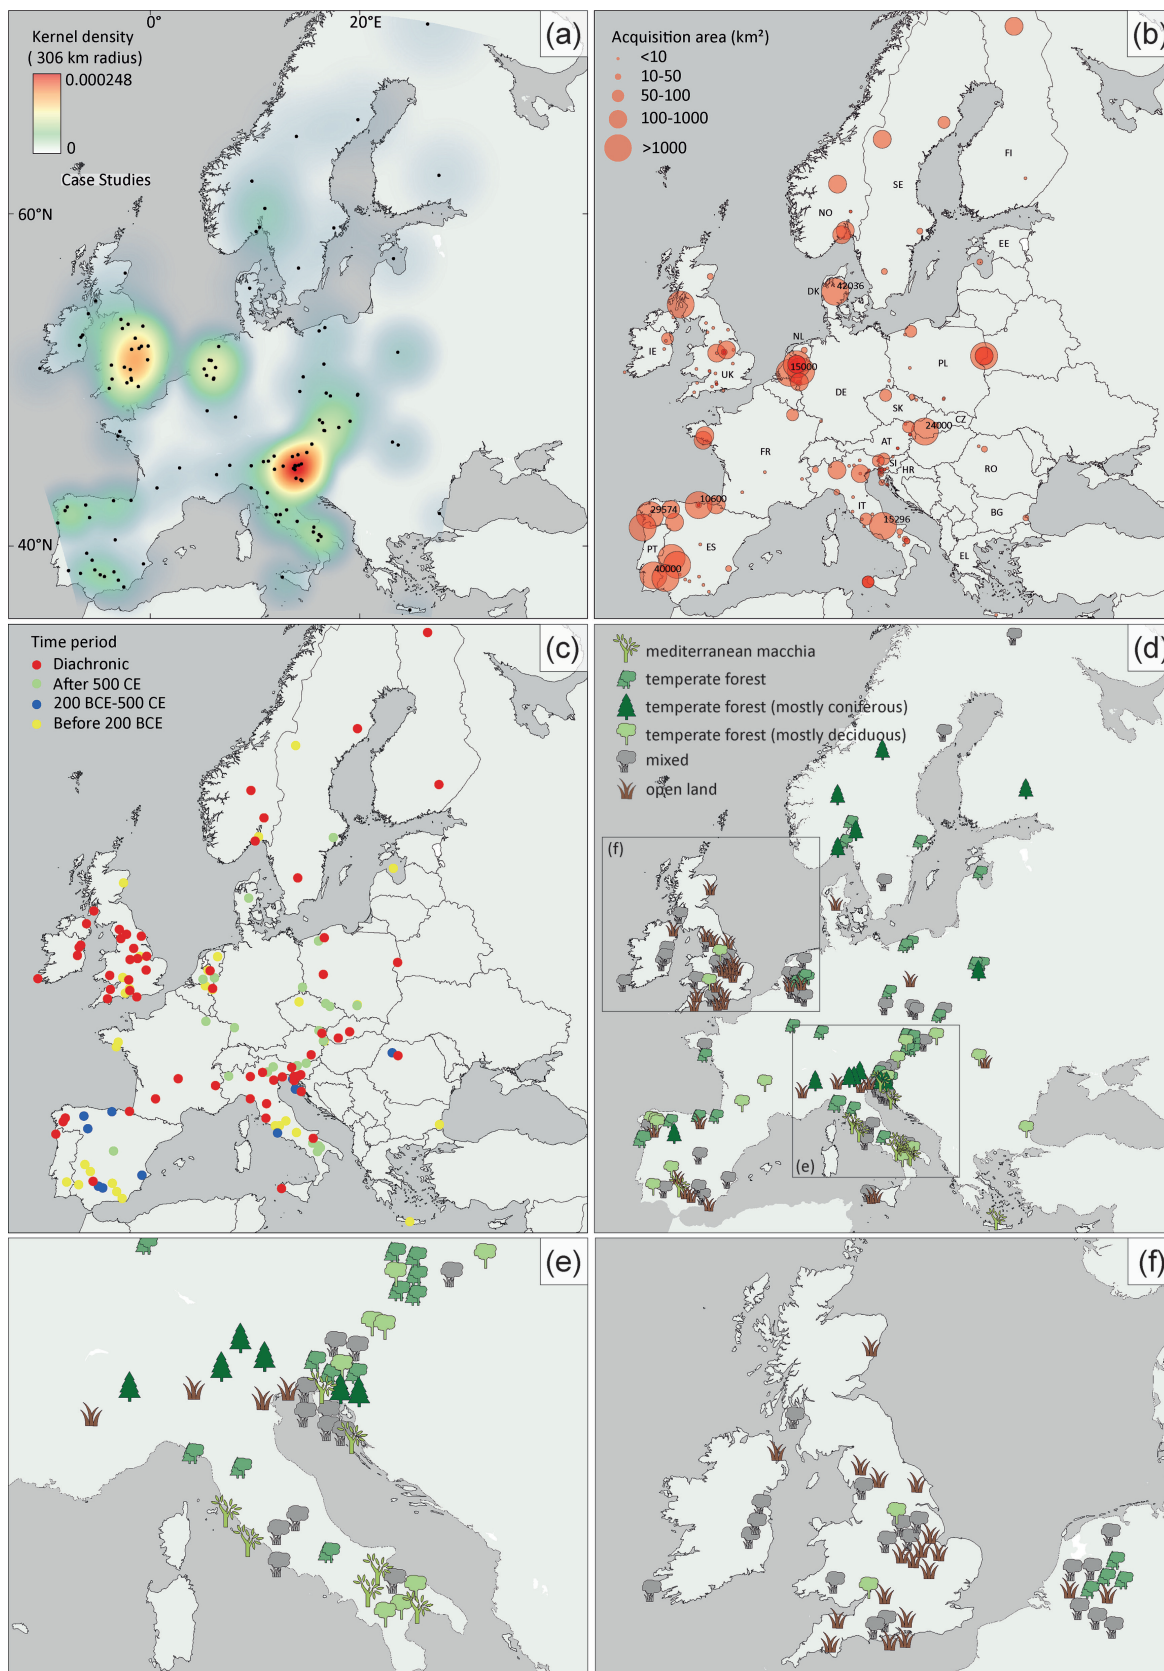 0°
20°E
(a)
Kernel density
( 306 km radius)
0.000248
0
Case Studies
60°N
40°N
(b)
Acquisition area (km²)
<10
10-50
50-100
100-1000
>1000
FI
SE
NO
EE
DK
42036
NL
IE
15000
UK
PL
DE
SK
CZ
24000
AT
FR
SI
HR
RO
10600
IT
29574
15296
BG
PT
ES
EL
40000
(c)
Time period
Diachronic
After 500 CE
200 BCE-500 CE
Before 200 BCE
(d)
mediterranean macchia
temperate forest
temperate forest (mostly coniferous)
temperate forest (mostly deciduous)
mixed
open land
(f)
(e)
(e)
(f)